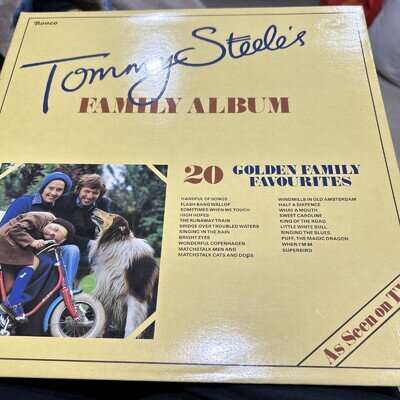 Ronco
Tommy Steele's
FAMILY ALBUM
20 GOLDEN FAMILY
FAVOURITES
HANDFUL OF SONGS
FLASH BANG WALLOP
SOMETIMES WHEN WE TOUCH
HIGH HOPES
THE RUNAWAY TRAIN
BRIDGE OVER TROUBLED WATERS
SINGING IN THE RAIN
BRIGHT EYES
WONDERFUL COPENHAGEN
MATCHSTALK MEN AND
MATCHSTALK CATS AND DOGS
WINDMILLS IN OLD AMSTERDAM
HALF A SIXPENCE
WHAT A MOUTH
SWEET CAROLINE
KING OF THE ROAD
LITTLE WHITE BULL
SINGING THE BLUES
PUFF, THE MAGIC DRAGON
WHEN I'M 64
SUPERBIRD
As Seen on TV